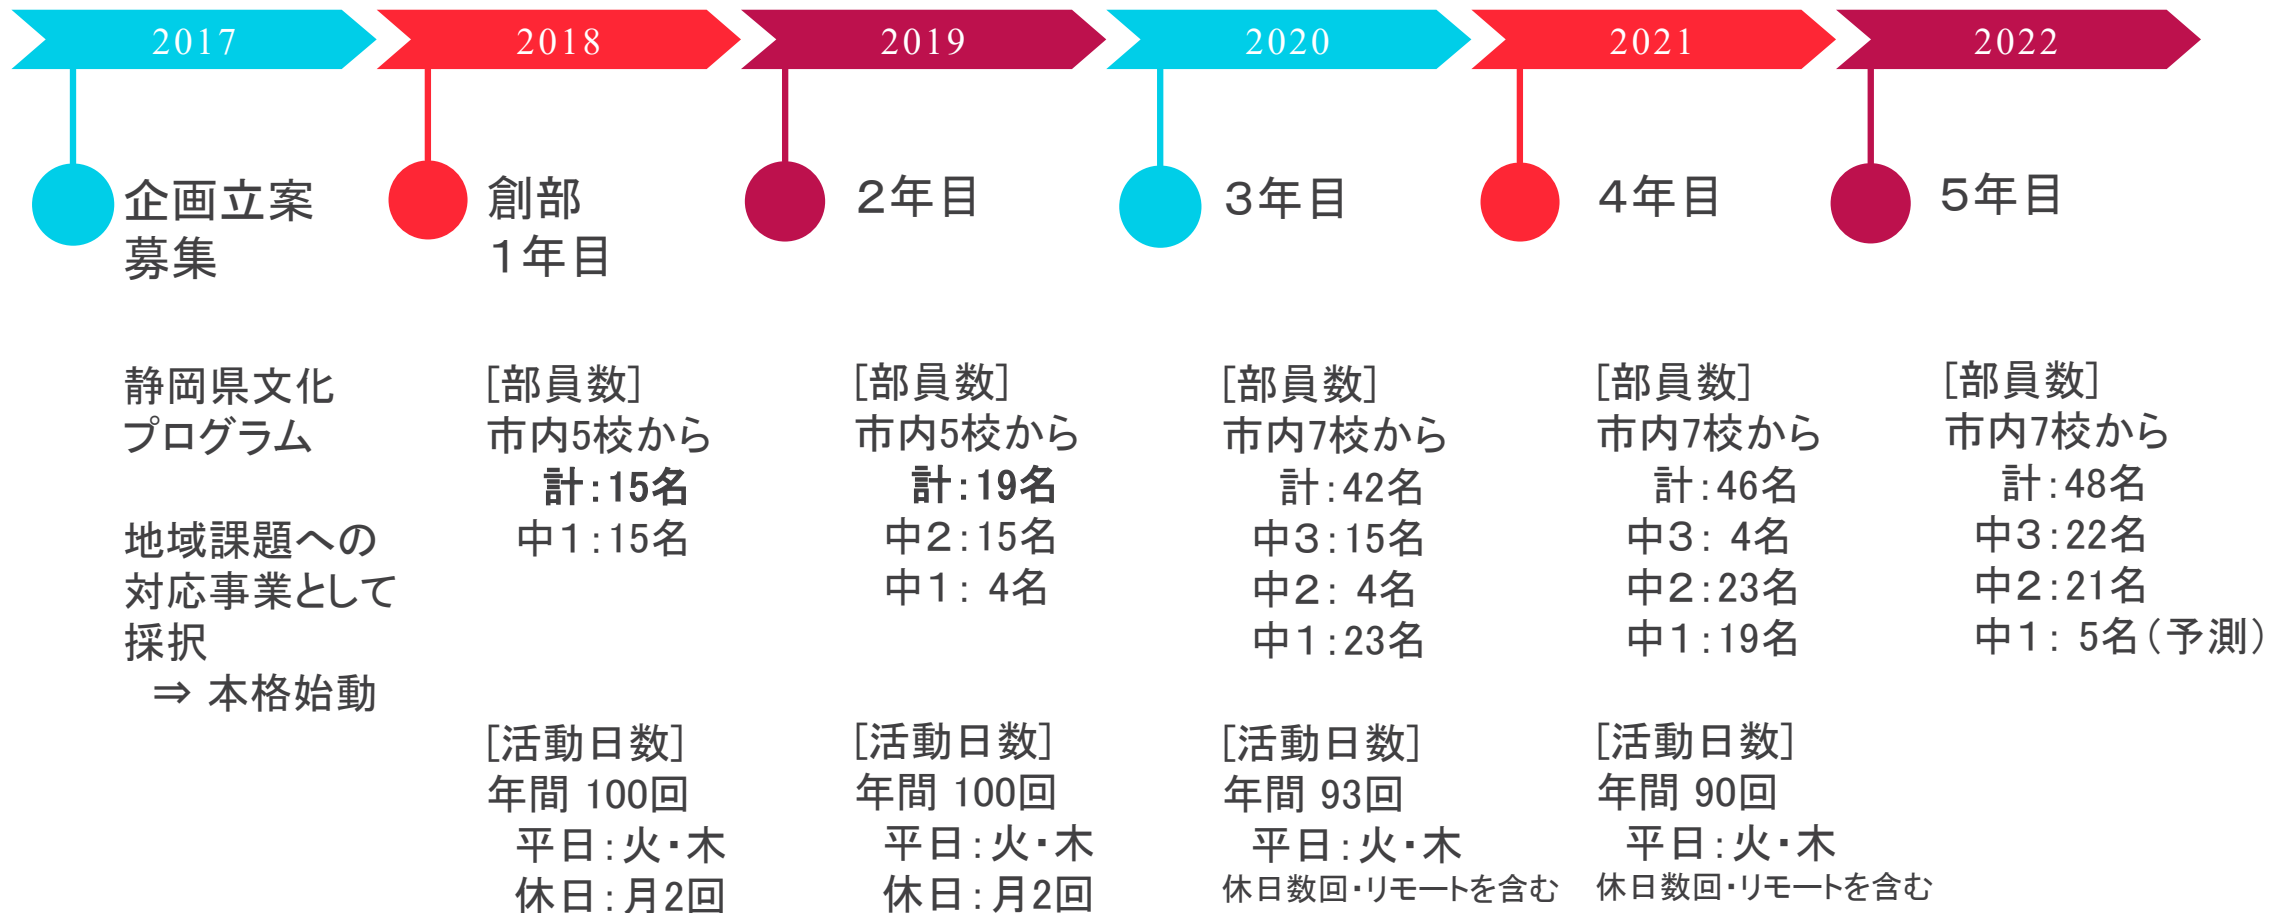 2017
2018
2019
2020
2021
2022
企画立案
募集
創部
１年目
２年目
３年目
４年目
５年目
静岡県文化
プログラム
地域課題への
対応事業として
採択
⇒ 本格始動
[部員数]
市内5校から
計：15名
中１：15名
[活動日数]
年間 100回
平日：火・木
休日：月2回
[部員数]
市内5校から
計：19名
中２：15名
中１： 4名
[活動日数]
年間 100回
平日：火・木
休日：月2回
[部員数]
市内7校から
計：42名
中３：15名
中２： 4名
中１：23名
[活動日数]
年間 93回
平日：火・木
休日数回・リモートを含む
[部員数]
市内7校から
計：46名
中３： 4名
中２：23名
中１：19名
[活動日数]
年間 90回
平日：火・木
休日数回・リモートを含む
[部員数]
市内7校から
計：48名
中３：22名
中２：21名
中１： 5名（予測）